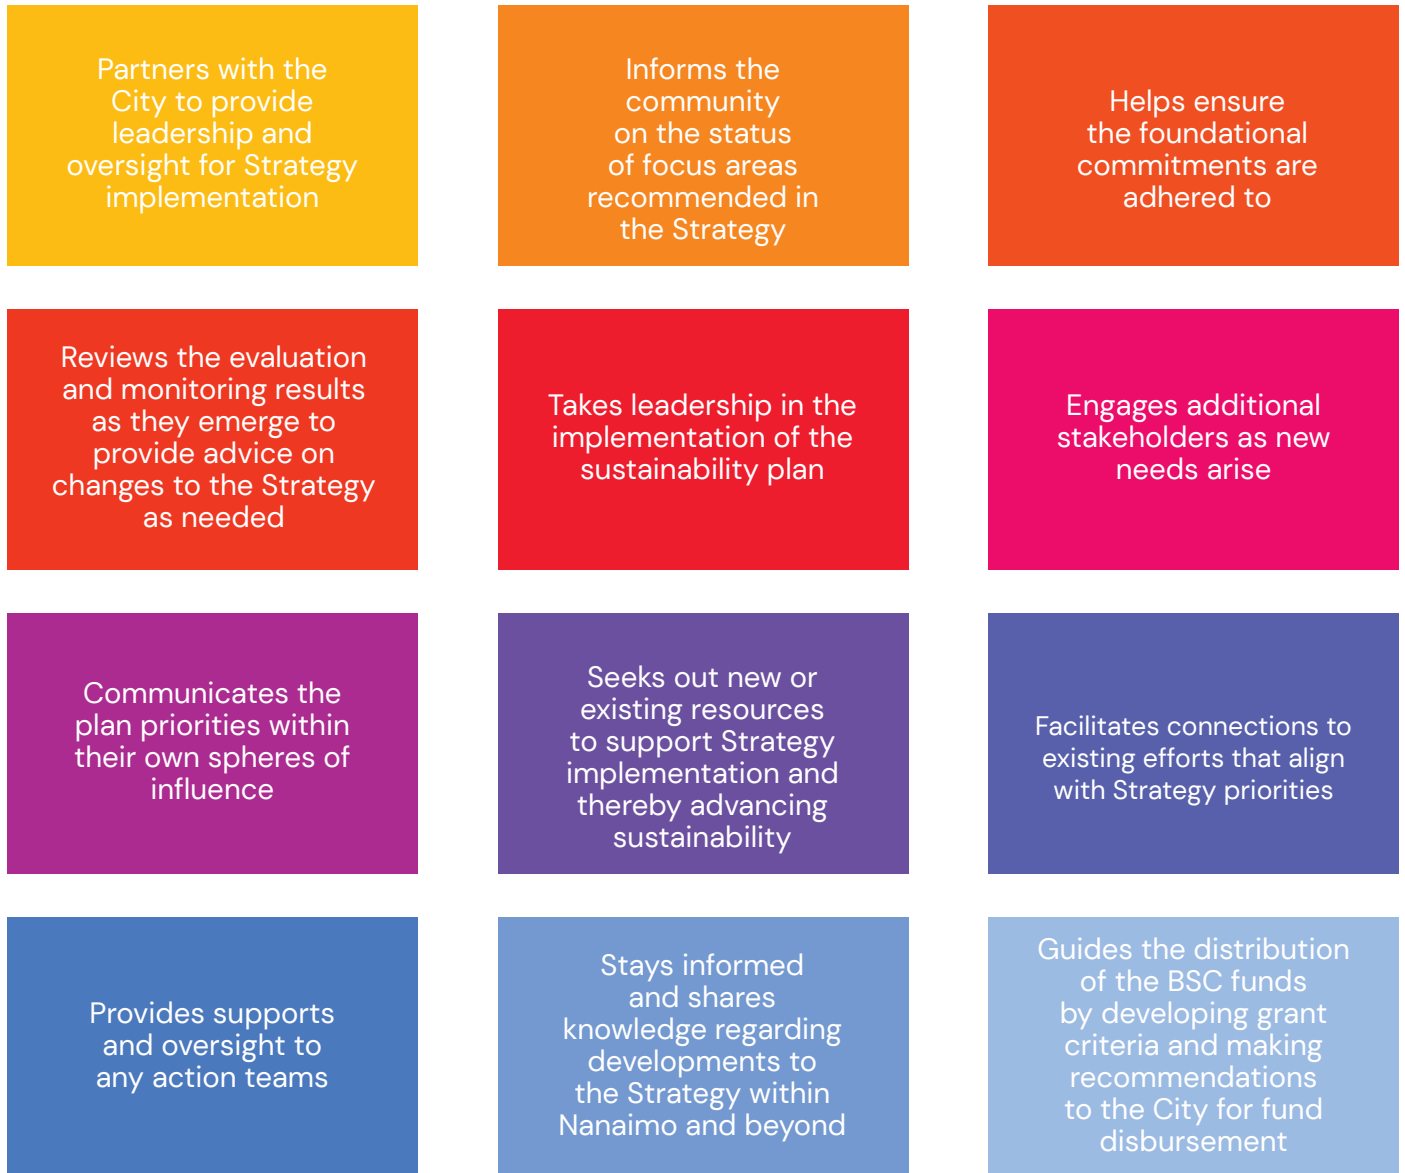 Partners with the
City to provide
leadership and
oversight for Strategy
implementation
Informs the
community
on the status
of focus areas
recommended in
the Strategy
Helps ensure
the foundational
commitments are
adhered to
Reviews the evaluation
and monitoring results
as they emerge to
provide advice on
changes to the Strategy
as needed
Takes leadership in the
implementation of the
sustainability plan
Engages additional
stakeholders as new
needs arise
Communicates the
plan priorities within
their own spheres of
influence
Seeks out new or
existing resources
to support Strategy
implementation and
thereby advancing
sustainability
Facilitates connections to
existing efforts that align
with Strategy priorities
Provides supports
and oversight to
any action teams
Stays informed
and shares
knowledge regarding
developments to
the Strategy within
Nanaimo and beyond
Guides the distribution
of the BSC funds
by developing grant
criteria and making
recommendations
to the City for fund
disbursement